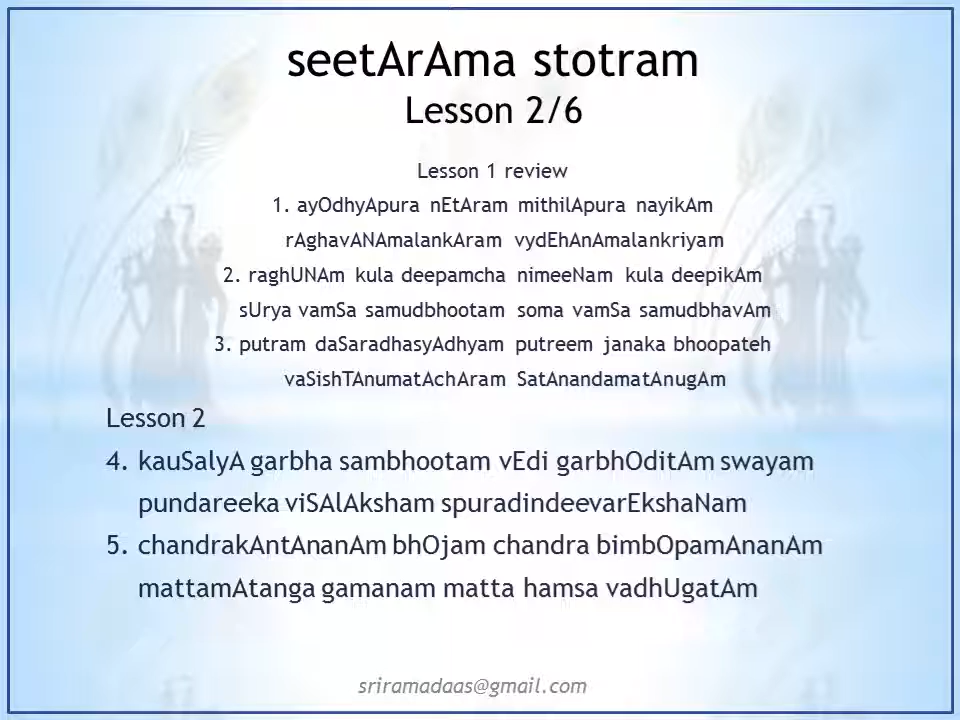 seetArAma stotram
Lesson 2/6
Lesson 1 review
1. ayOdhyApura nEtAram mithilApura nayikAm
rAghavANAmalankAram vydEhAnAmalankriyam
2. raghUNAm kula deepamcha nimeeNam kula deepikAm
sUrya vamSa samudbhootam soma vamSa samudbhavAm
3. putram daSaradhasyAdhyam putreem janaka bhoopateh
vaSishTAnumatAchAram SatAnandamatAnugAm
Lesson 2
4. kauSalyA garbha sambhootam vEdi garbhOditAm swayam
pundareeka viSAlAksham spuradindeevarEkshaNam
5. chandrakAntAnanAm bhOjam chandra bimbOpamAnanAm
mattamAtanga gamanam matta hamsa vadhUgatAm
sriramadaas@gmail.com